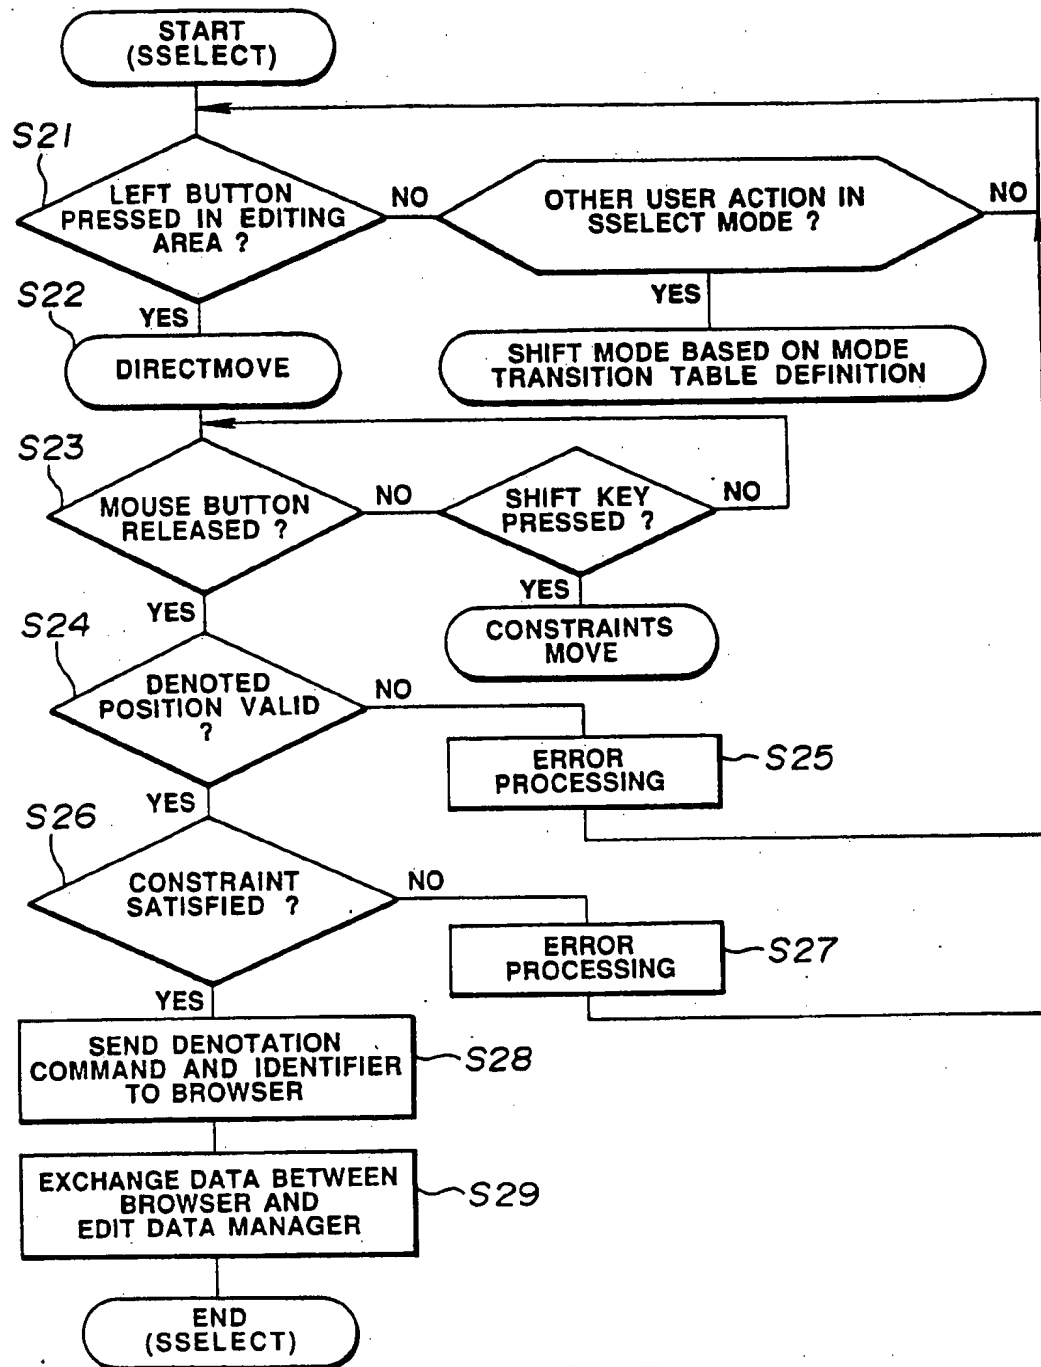 START
(SSELECT)
S21
LEFT BUTTON
PRESSED IN EDITING
AREA ?
NO
OTHER USER ACTION IN
SSELECT MODE ?
NO
YES
YES
S22
DIRECTMOVE
SHIFT MODE BASED ON MODE
TRANSITION TABLE DEFINITION
S23
MOUSE BUTTON
RELEASED ?
NO
SHIFT KEY
PRESSED ?
NO
YES
YES
CONSTRAINTS
MOVE
S24
DENOTED
POSITION VALID
?
NO
ERROR
PROCESSING
S25
YES
S26
CONSTRAINT
SATISFIED ?
NO
ERROR
PROCESSING
S27
YES
SEND DENOTATION
COMMAND AND IDENTIFIER
TO BROWSER
S28
EXCHANGE DATA BETWEEN
BROWSER AND
EDIT DATA MANAGER
S29
END
(SSELECT)